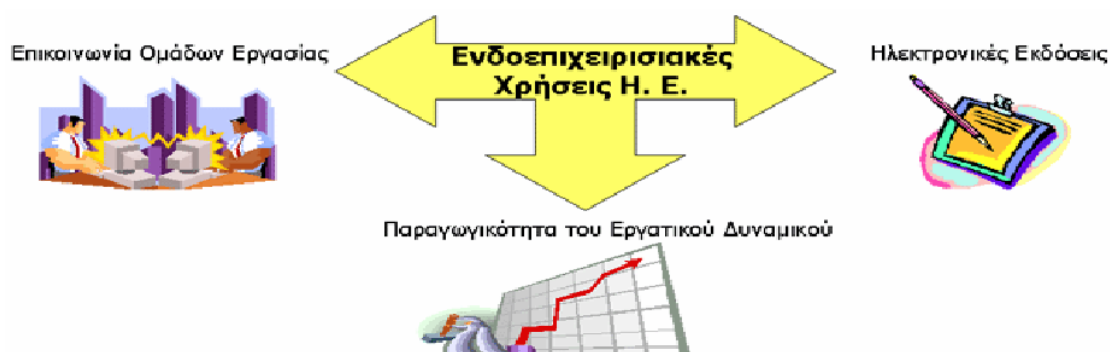 Επικοινωνία Ομάδων Εργασίας
Ενδοεπιχειρισιακές
Χρήσεις Η. Ε.
Ηλεκτρονικές Εκδόσεις
Παραγωγικότητα του Εργατικού Δυναμικού